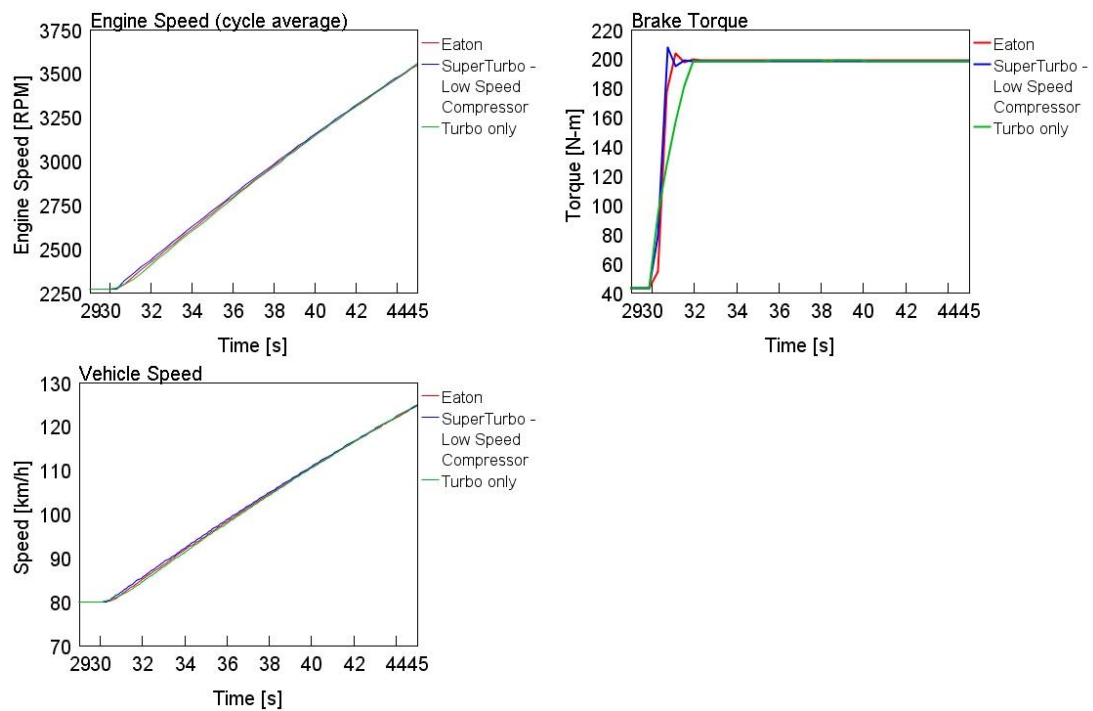 Engine Speed (cycle average)
3750
3500
3250
3000
2750
2500
2250
Engine Speed [RPM]
2930 32 34 36 38 40 42 4445
Time [s]
Eaton
SuperTurbo -
Low Speed
Compressor
Turbo only
Brake Torque
220
200
180
160
140
120
100
80
60
40
Torque [N-m]
2930 32 34 36 38 40 42 4445
Time [s]
Eaton
SuperTurbo -
Low Speed
Compressor
Turbo only
Vehicle Speed
130
120
110
100
90
80
70
Speed [km/h]
2930 32 34 36 38 40 42 4445
Time [s]
Eaton
SuperTurbo -
Low Speed
Compressor
Turbo only